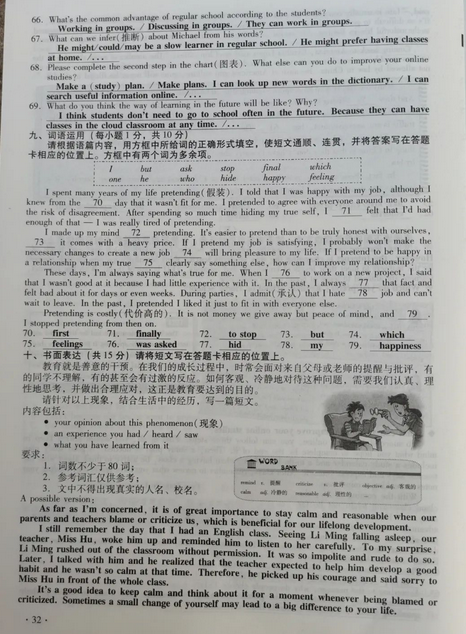 66. What's the common advantage of regular school according to the students?
Working in groups. / Discussing in groups. / They can work in groups.
67. What can we infer(推断) about Michael from his words?
He might/could/may be a slow learner in regular school. / He might prefer having classes
at home. /...
68. Please complete the second step in the chart(图表). What else can you do to improve your online
studies?
Make a (study) plan. / Make plans. I can look up new words in the dictionary. / I can
search useful information online. /...
69. What do you think the way of learning in the future will be like? Why?
I think students don't need to go to school often in the future. Because they can have
classes in the cloud classroom at any time. /...
九、词语运用(每小题1分,共10分)
请根据语篇内容,用方框中所给词的正确形式填空,使短文通顺、连贯,并将答案写在答题
卡相应的位置上。方框中有两个词为多余项。
I but ask stop final which
one he who hide happy feeling
I spent many years of my life pretending(假装). I told that I was happy with my job, although I
knew from the 70 day that it wasn't fit for me. I pretended to agree with everyone around me to avoid
the risk of disagreement. After spending so much time hiding my true self, I 71 felt that I'd had
enough of that — I was really tired of pretending.
I made up my mind 72 pretending. It's easier to pretend than to be truly honest with ourselves,
73 it comes with a heavy price. If I pretend my job is satisfying, I probably won't make the
necessary changes to create a new job 74 will bring pleasure to my life. If I pretend to be happy in
a relationship when my true 75 clearly say something else, how can I improve my relationship?
These days, I'm always saying what's true for me. When I 76 to work on a new project, I said
that I wasn't good at it because I had little experience with it. In the past, I always 77 that fact and
felt bad about it for days or even weeks. During parties, I admit(承认) that I hate 78 job and can't
wait to leave. In the past, I pretended I liked it just to fit in with everyone else.
Pretending is costly(代价高的). It is not money we give away but peace of mind, and 79 .
I stopped pretending from then on.
70. first 71. finally 72. to stop 73. but 74. which
75. feelings 76. was asked 77. hid 78. my 79. happiness
十、书面表达(共15分)请将短文写在答题卡相应的位置上。
教育就是善意的干预。在我们的成长过程中,时常会面对来自父母或老师的提醒与批评,有
的同学不理解,有的甚至会有过激的反应。如何客观、冷静地对待这种问题,需要我们认真、理
性地思考,并做出合理应对,这正是教育要达到的目的。
请针对以上现象,结合生活中的经历,写一篇短文。
内容包括:
• your opinion about this phenomenon(现象)
• an experience you had / heard / saw
• what you have learned from it
要求:
1. 词数不少于80词;
2. 参考词汇仅供参考;
3. 文中不得出现真实的人名、校名。
WORD
BANK
remind v. 提醒 criticize v. 批评 objective adj. 客观的
calm adj. 冷静的 reasonable adj. 理性的 ...
A possible version:
As far as I'm concerned, it is of great importance to stay calm and reasonable when our
parents and teachers blame or criticize us, which is beneficial for our lifelong development.
I still remember the day that I had an English class. Seeing Li Ming falling asleep, our
teacher, Miss Hu, woke him up and reminded him to listen to her carefully. To my surprise,
Li Ming rushed out of the classroom without permission. It was so impolite and rude to do so.
Later, I talked with him and he realized that the teacher expected to help him develop a good
habit and he wasn't so calm at that time. Therefore, he picked up his courage and said sorry to
Miss Hu in front of the whole class.
It's a good idea to keep calm and think about it for a moment whenever being blamed or
criticized. Sometimes a small change of yourself may lead to a big difference to your life.
· 32 ·